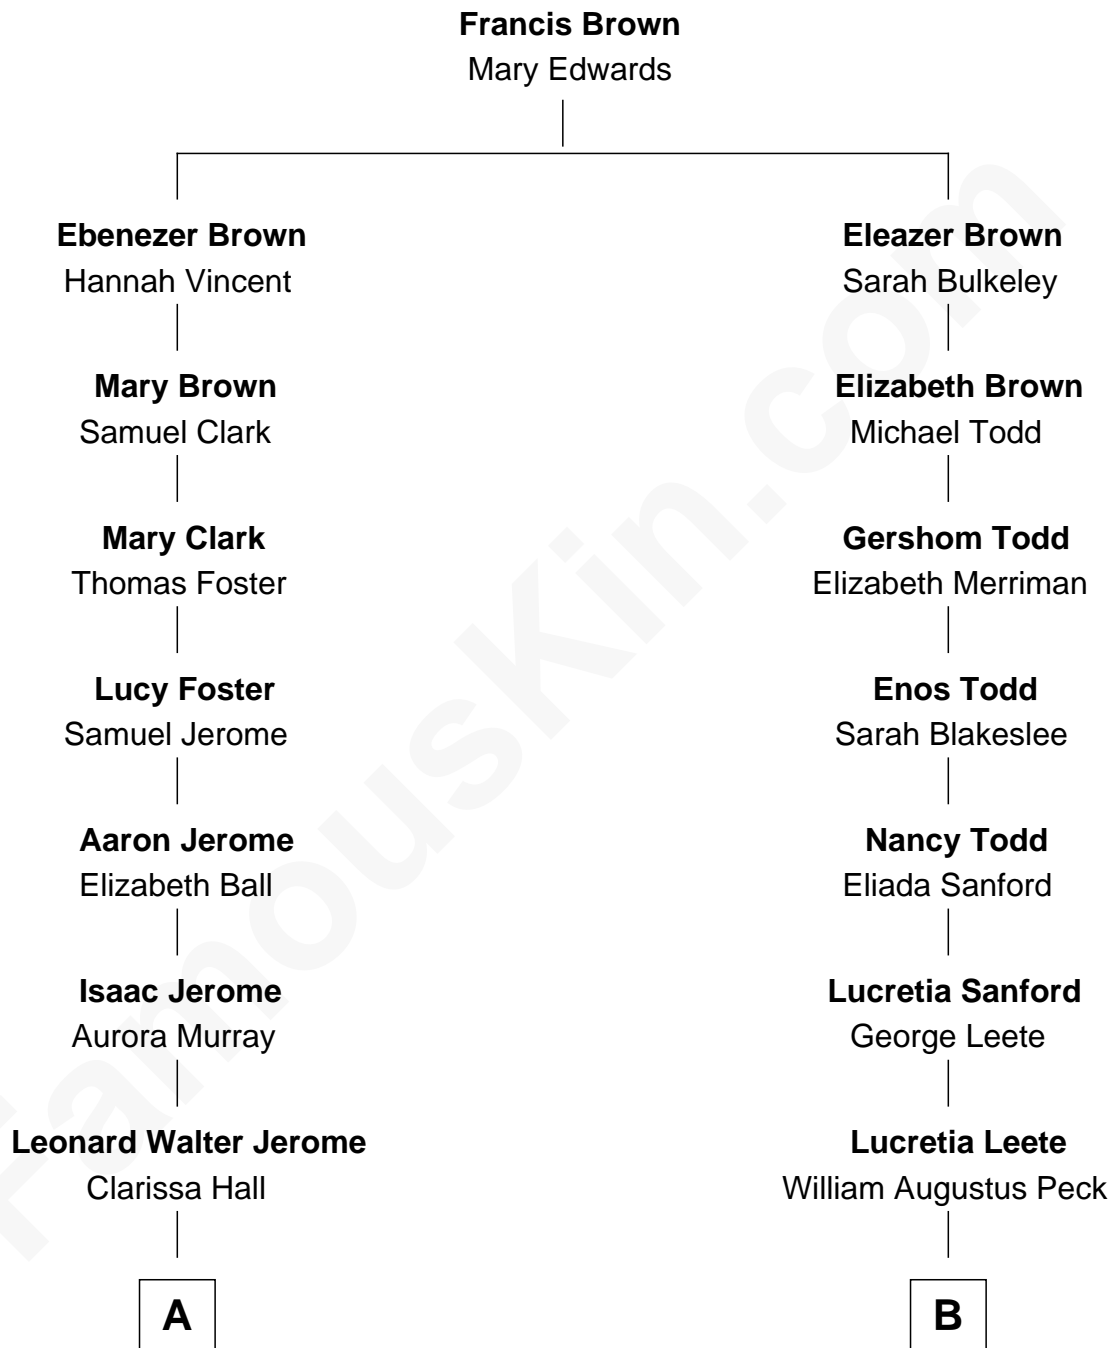 Francis Brown
Mary Edwards
Ebenezer Brown
Hannah Vincent
Mary Brown
Samuel Clark
Mary Clark
Thomas Foster
Lucy Foster
Samuel Jerome
Aaron Jerome
Elizabeth Ball
Isaac Jerome
Aurora Murray
Leonard Walter Jerome
Clarissa Hall
A
Eleazer Brown
Sarah Bulkeley
Elizabeth Brown
Michael Todd
Gershom Todd
Elizabeth Merriman
Enos Todd
Sarah Blakeslee
Nancy Todd
Eliada Sanford
Lucretia Sanford
George Leete
Lucretia Leete
William Augustus Peck
B
FamousKin.com